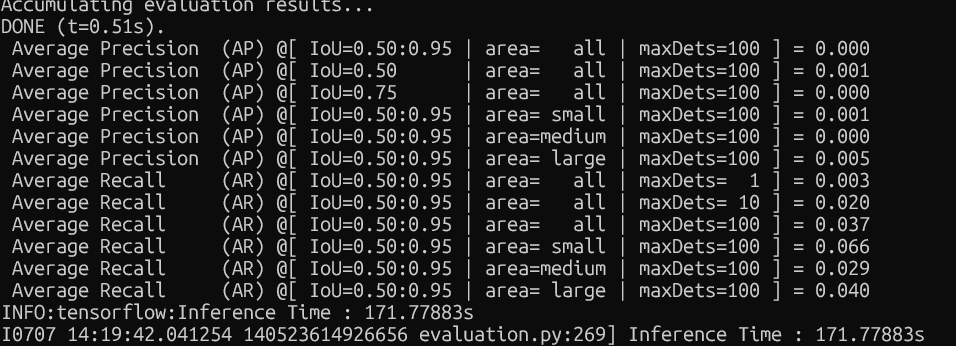 Accumulating evaluation results...
DONE (t=0.51s).
 Average Precision  (AP) @[ IoU=0.50:0.95 | area=   all | maxDets=100 ] = 0.000
 Average Precision  (AP) @[ IoU=0.50      | area=   all | maxDets=100 ] = 0.001
 Average Precision  (AP) @[ IoU=0.75      | area=   all | maxDets=100 ] = 0.000
 Average Precision  (AP) @[ IoU=0.50:0.95 | area= small | maxDets=100 ] = 0.001
 Average Precision  (AP) @[ IoU=0.50:0.95 | area=medium | maxDets=100 ] = 0.000
 Average Precision  (AP) @[ IoU=0.50:0.95 | area= large | maxDets=100 ] = 0.005
 Average Recall     (AR) @[ IoU=0.50:0.95 | area=   all | maxDets=  1 ] = 0.003
 Average Recall     (AR) @[ IoU=0.50:0.95 | area=   all | maxDets= 10 ] = 0.020
 Average Recall     (AR) @[ IoU=0.50:0.95 | area=   all | maxDets=100 ] = 0.037
 Average Recall     (AR) @[ IoU=0.50:0.95 | area= small | maxDets=100 ] = 0.066
 Average Recall     (AR) @[ IoU=0.50:0.95 | area=medium | maxDets=100 ] = 0.029
 Average Recall     (AR) @[ IoU=0.50:0.95 | area= large | maxDets=100 ] = 0.040
INFO:tensorflow:Inference Time : 171.77883s
I0707 14:19:42.041254 140523614926656 evaluation.py:269] Inference Time : 171.77883s